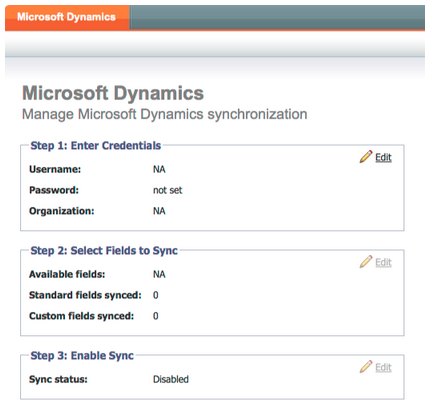 Microsoft Dynamics
Microsoft Dynamics
Manage Microsoft Dynamics synchronization
Step 1: Enter Credentials
Edit
Username: NA
Password: not set
Organization: NA
Step 2: Select Fields to Sync
Edit
Available fields: NA
Standard fields synced: 0
Custom fields synced: 0
Step 3: Enable Sync
Edit
Sync status: Disabled